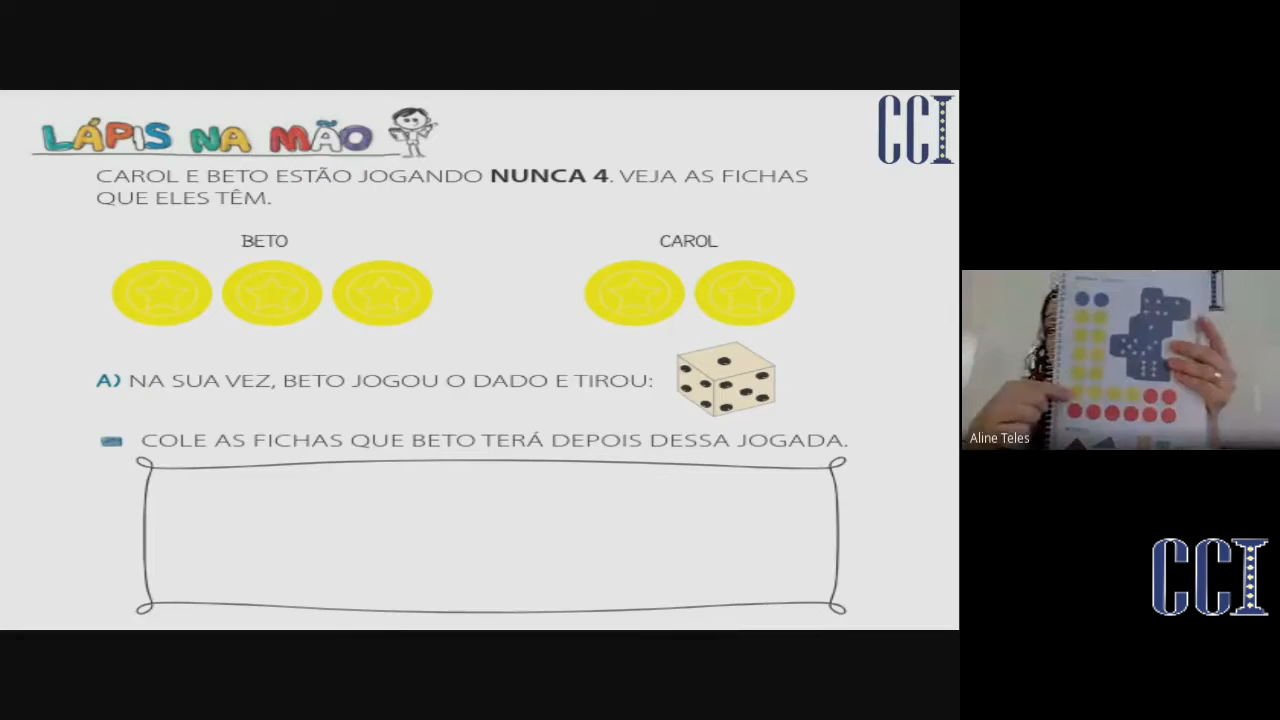 LÁPIS NA MÃO
CCI
CAROL E BETO ESTÃO JOGANDO NUNCA 4. VEJA AS FICHAS
QUE ELES TÊM.
BETO
CAROL
A) NA SUA VEZ, BETO JOGOU O DADO E TIROU:
COLE AS FICHAS QUE BETO TERÁ DEPOIS DESSA JOGADA.
Aline Teles
CCI